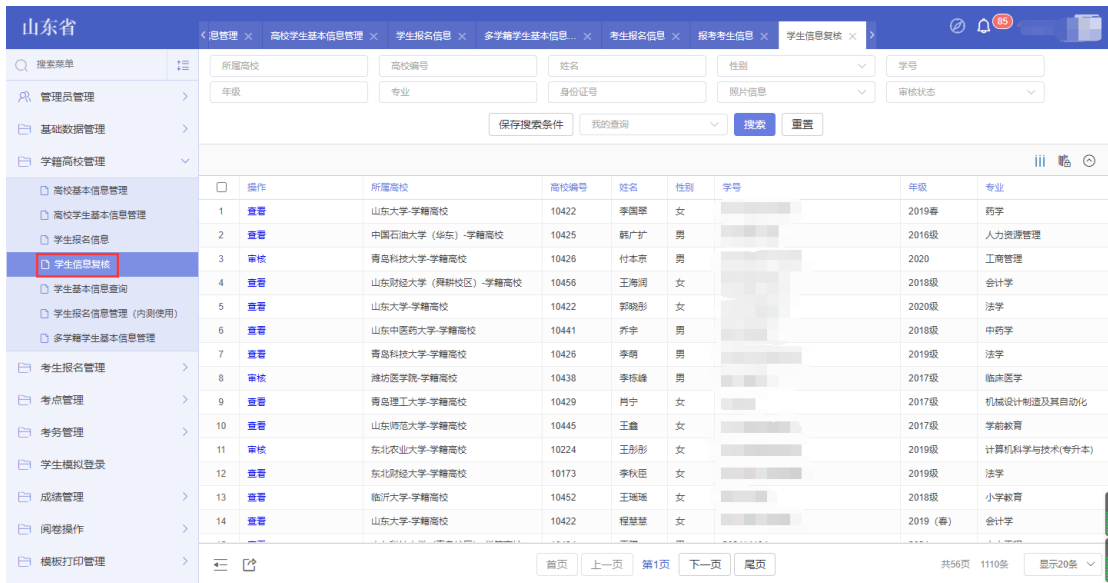 山东省
息管理 × 高校学生基本信息管理 × 学生报名信息 × 多学籍学生基本信息... × 考生报名信息 × 报考考生信息 × 学生信息复核 ×
85
搜索菜单
管理员管理
基础数据管理
学籍高校管理
高校基本信息管理
高校学生基本信息管理
学生报名信息
学生信息复核
学生基本信息查询
学生报名信息管理（内测使用）
多学籍学生基本信息管理
考生报名管理
考点管理
考务管理
学生模拟登录
成绩管理
阅卷操作
模板打印管理
所属高校 高校编号 姓名 性别 学号
年级 专业 身份证号 照片信息 审核状态
保存搜索条件 我的查询 搜索 重置
操作 所属高校 高校编号 姓名 性别 学号 年级 专业
1 查看 山东大学-学籍高校 10422 李国翠 女 2019春 药学
2 查看 中国石油大学（华东）-学籍高校 10425 韩广扩 男 2016级 人力资源管理
3 审核 青岛科技大学-学籍高校 10426 付本京 男 2020 工商管理
4 查看 山东财经大学（舜耕校区）-学籍高校 10456 王海润 女 2018级 会计学
5 查看 山东大学-学籍高校 10422 郭晓彤 女 2020级 法学
6 查看 山东中医药大学-学籍高校 10441 乔宇 男 2018级 中药学
7 查看 青岛科技大学-学籍高校 10426 李萌 男 2019级 法学
8 审核 潍坊医学院-学籍高校 10438 李栋峰 男 2017级 临床医学
9 查看 青岛理工大学-学籍高校 10429 肖宁 女 2017级 机械设计制造及其自动化
10 查看 山东师范大学-学籍高校 10445 王鑫 女 2017级 学前教育
11 审核 东北农业大学-学籍高校 10224 王彤彤 女 2019级 计算机科学与技术(专升本)
12 查看 东北财经大学-学籍高校 10173 李秋臣 女 2019级 法学
13 查看 临沂大学-学籍高校 10452 王瑶瑶 女 2018级 小学教育
14 查看 山东大学-学籍高校 10422 程慧慧 女 2019（春） 会计学
首页 上一页 第1页 下一页 尾页 共56页 1110条 显示20条